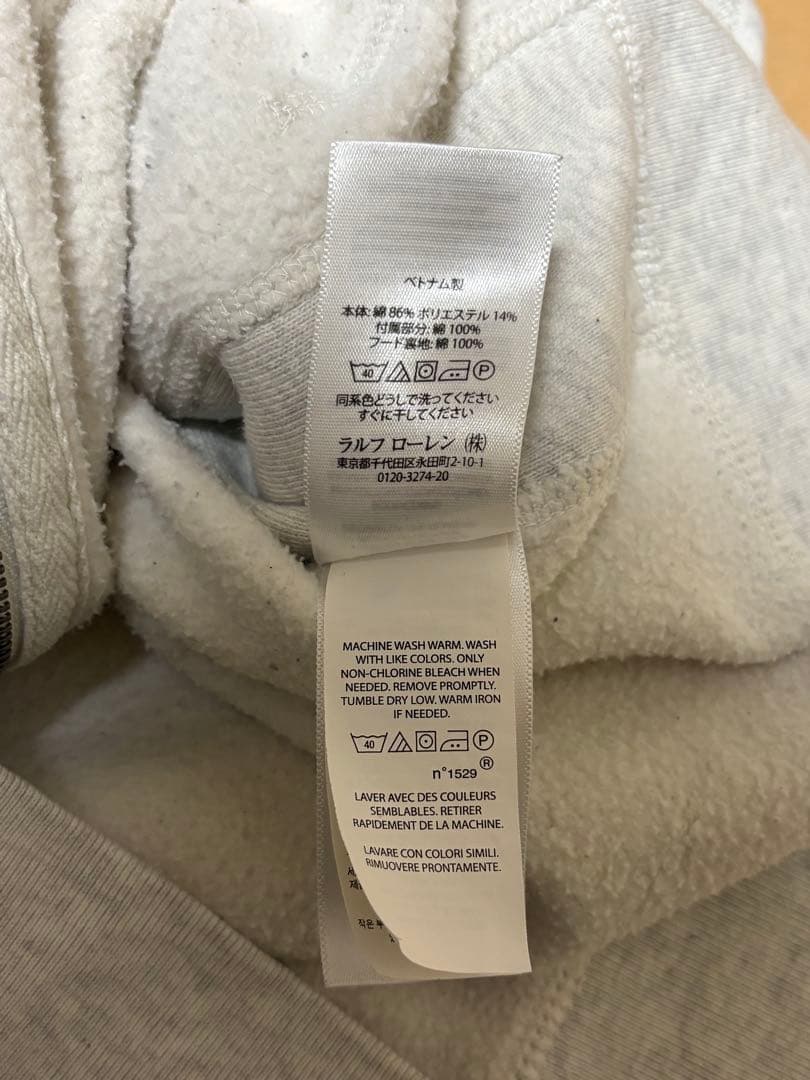 ベトナム製
本体: 綿 86% ポリエステル 14%
付属部分: 綿 100%
フード裏地: 綿 100%
40 P
同系色どうしで洗ってください
すぐに干してください
ラルフ ローレン (株)
東京都千代田区永田町2-10-1
0120-3274-20
MACHINE WASH WARM. WASH
WITH LIKE COLORS. ONLY
NON-CHLORINE BLEACH WHEN
NEEDED. REMOVE PROMPTLY.
TUMBLE DRY LOW. WARM IRON
IF NEEDED.
40 P
n°1529 ®
LAVER AVEC DES COULEURS
SEMBLABLES. RETIRER
RAPIDEMENT DE LA MACHINE.
LAVARE CON COLORI SIMILI.
RIMUOVERE PRONTAMENTE.
작은